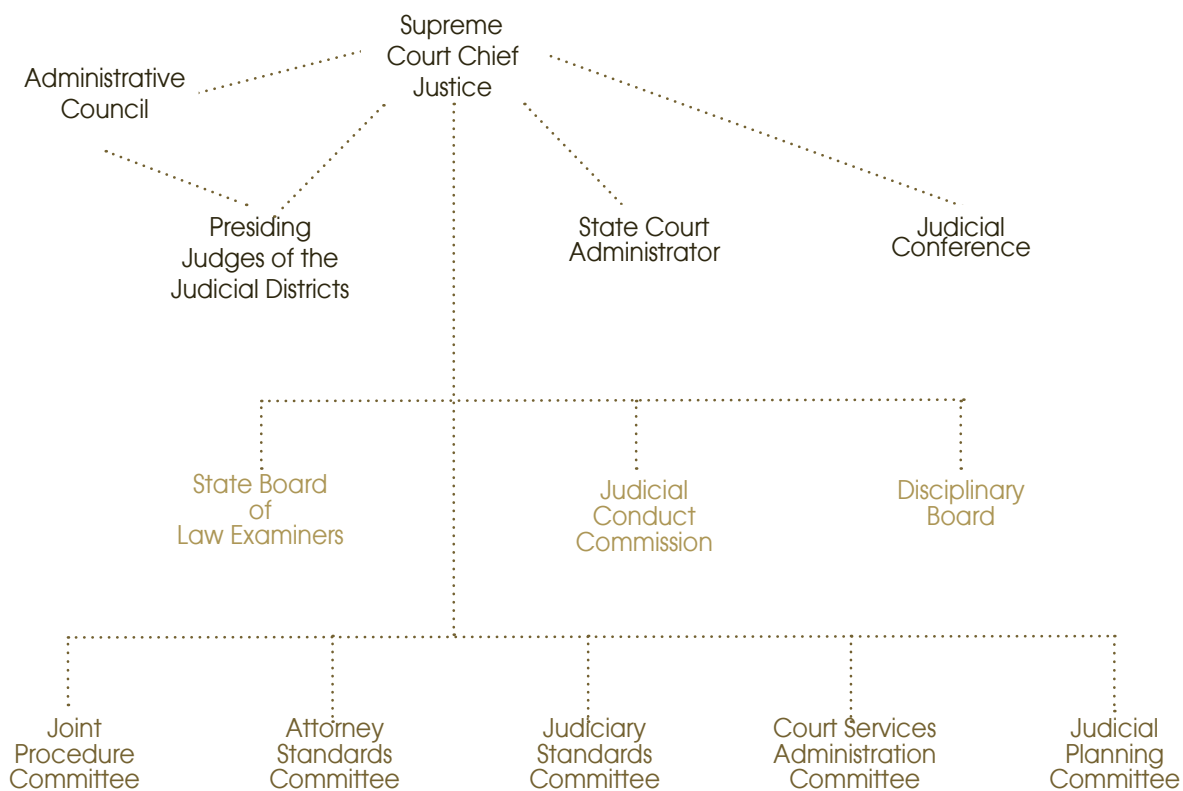 Supreme
Court Chief
Justice
Administrative
Council
Presiding
Judges of the
Judicial Districts
State Court
Administrator
Judicial
Conference
State Board
of
Law Examiners
Judicial
Conduct
Commission
Disciplinary
Board
Joint
Procedure
Committee
Attorney
Standards
Committee
Judiciary
Standards
Committee
Court Services
Administration
Committee
Judicial
Planning
Committee